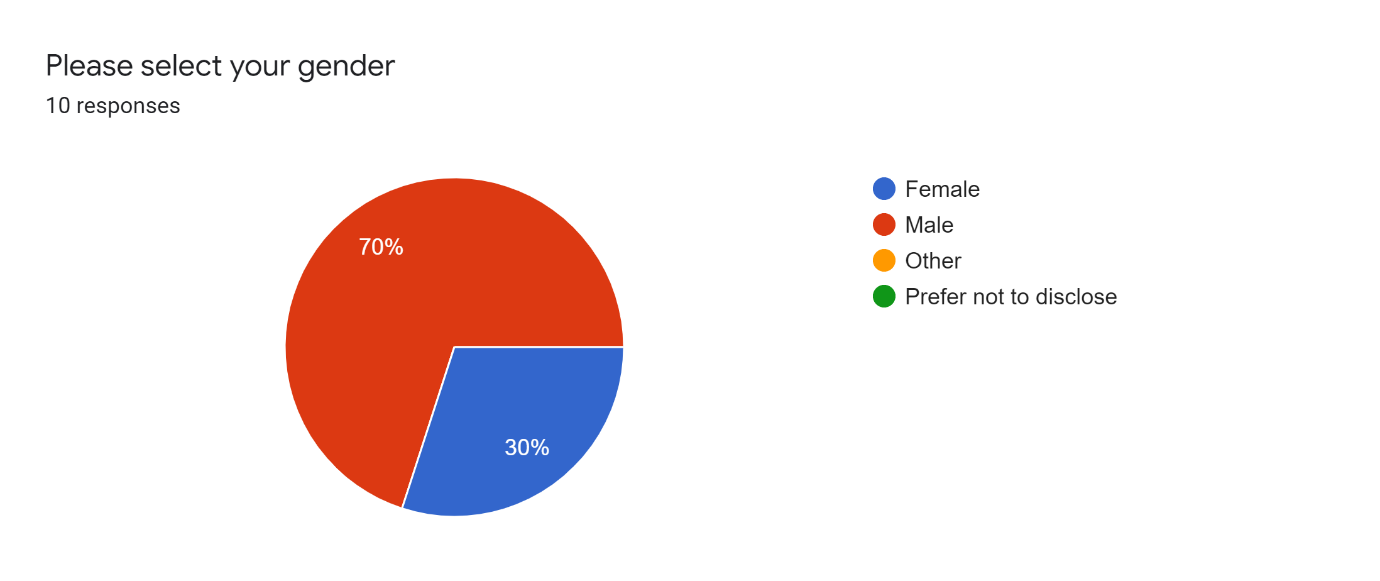 Please select your gender
10 responses
70%
30%
Female
Male
Other
Prefer not to disclose